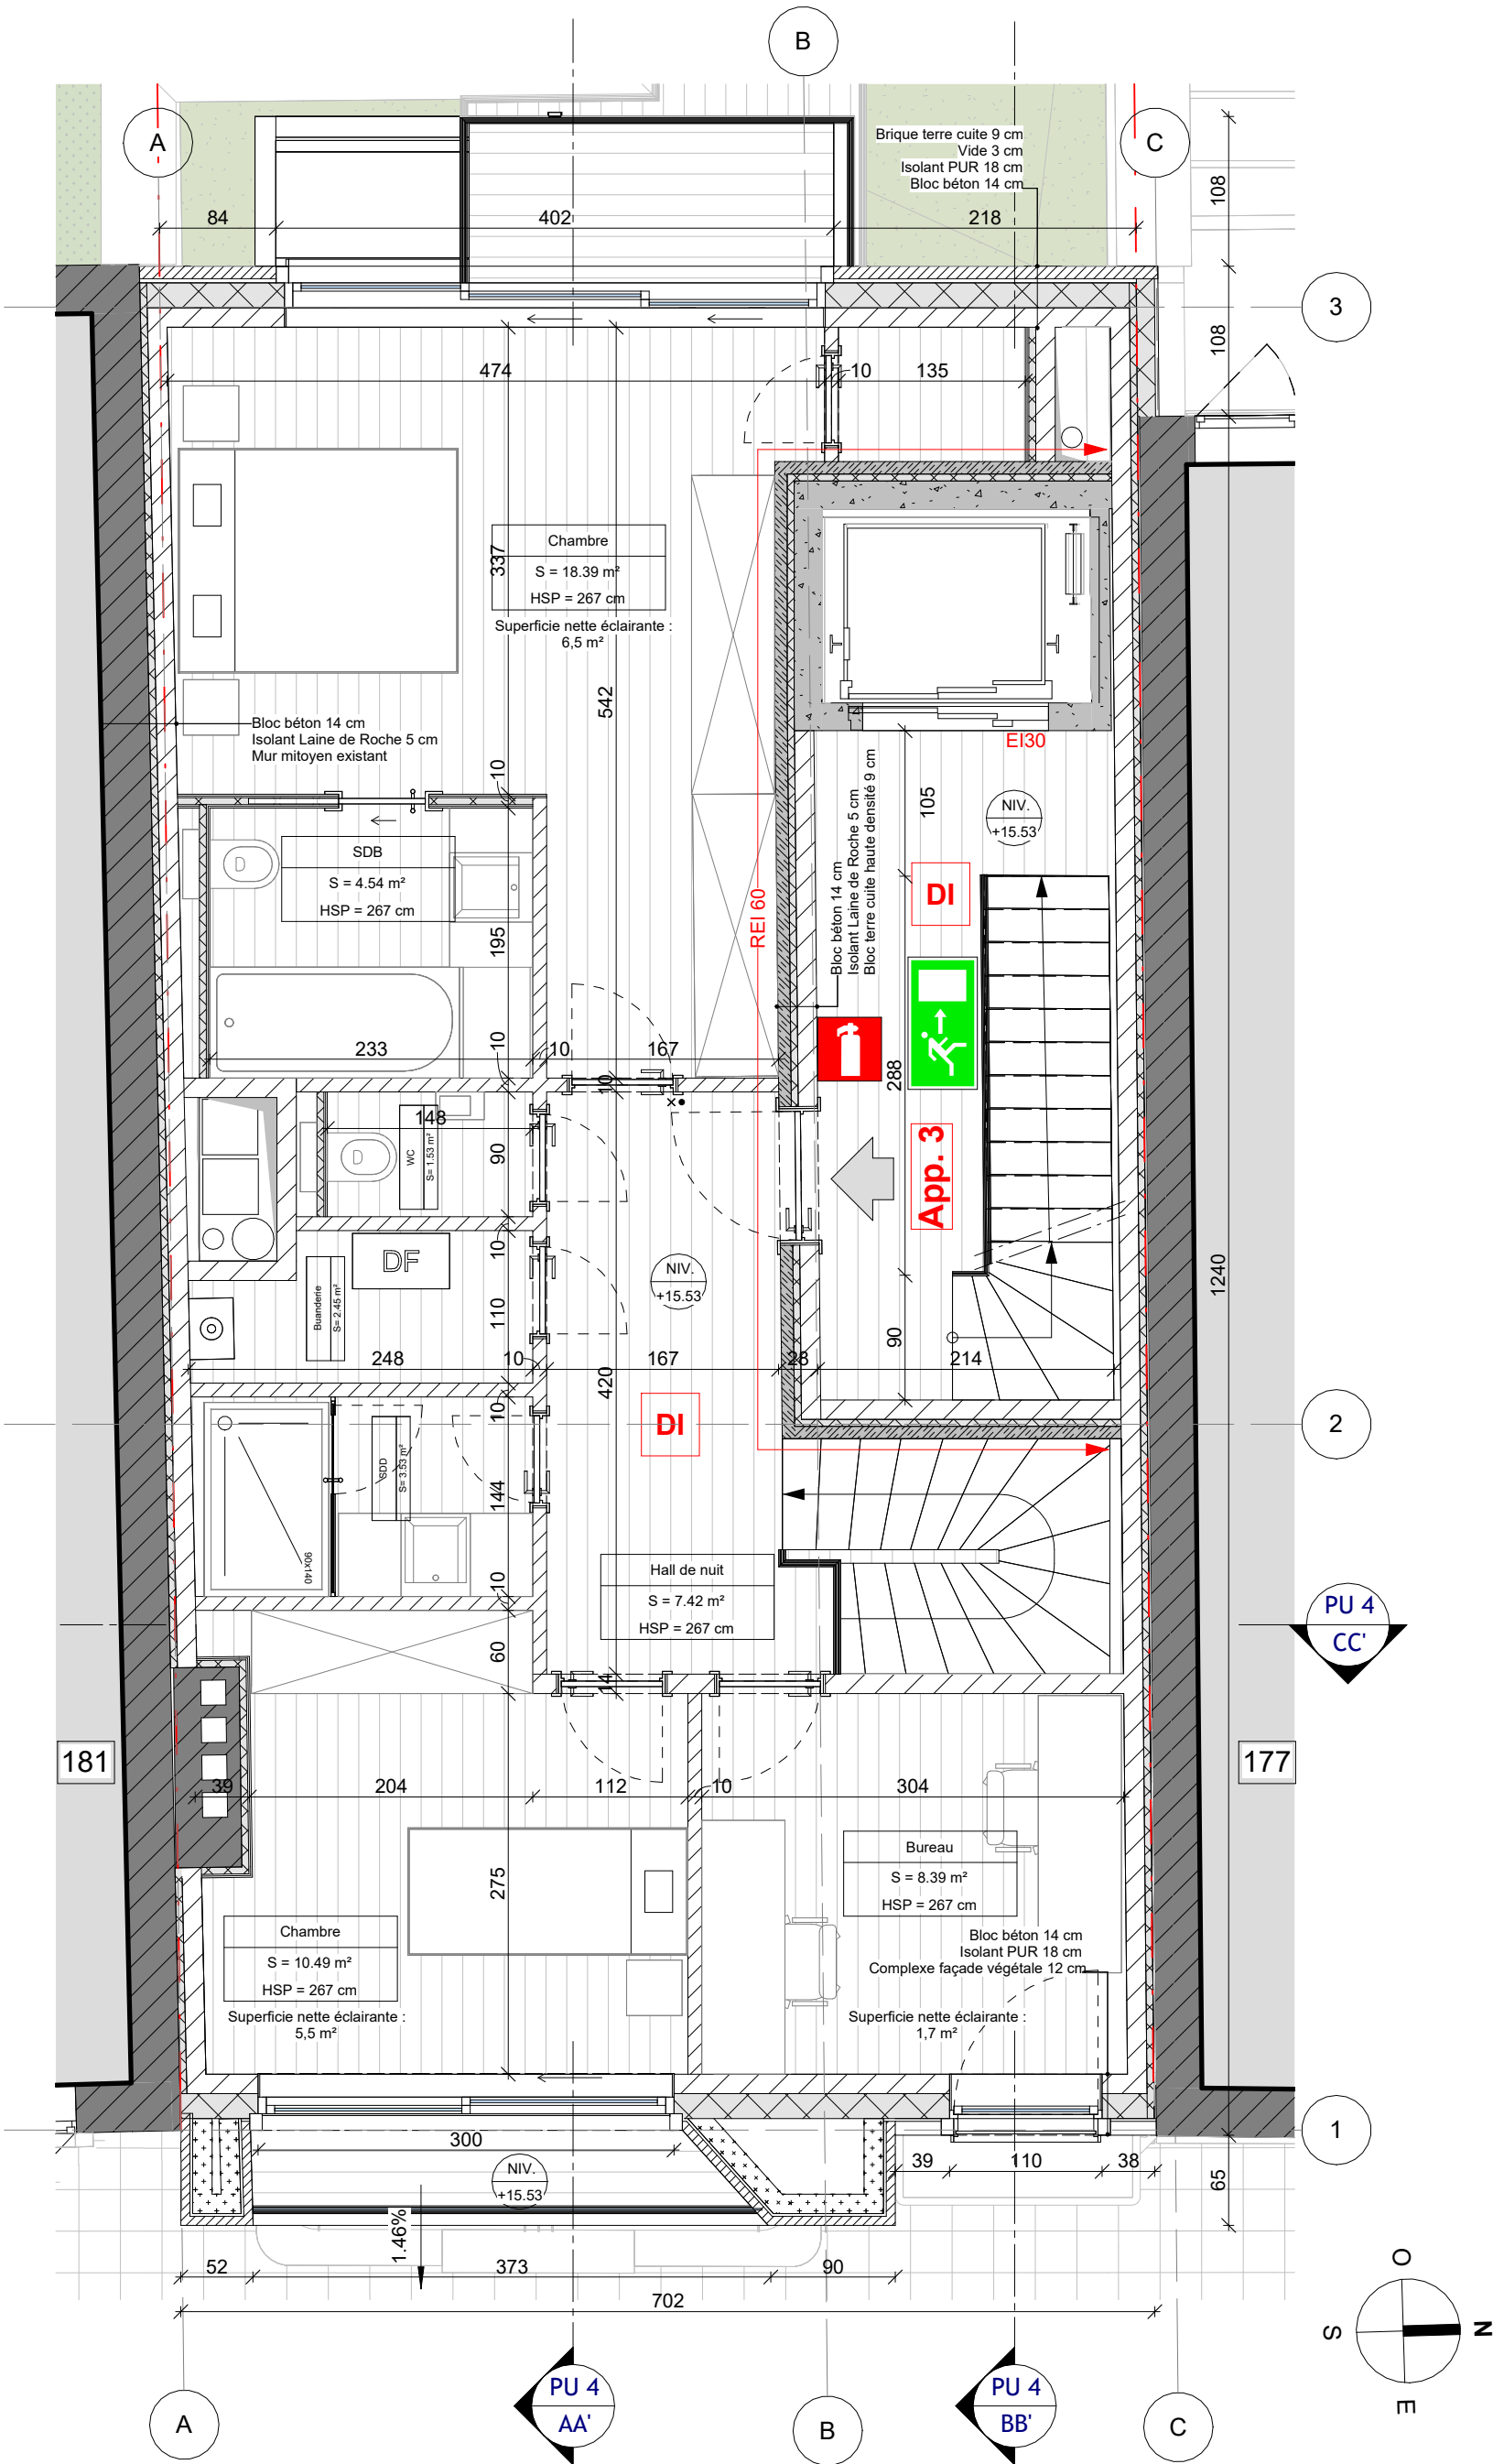 B
A
C
Brique terre cuite 9 cm
Vide 3 cm
Isolant PUR 18 cm
Bloc béton 14 cm
108
84
402
218
3
108
474
10
135
Chambre
S = 18.39 m²
HSP = 267 cm
337
Superficie nette éclairante :
6,5 m²
542
Bloc béton 14 cm
Isolant Laine de Roche 5 cm
Mur mitoyen existant
EI30
10
105
NIV.
+15.53
Bloc béton 14 cm
Isolant Laine de Roche 5 cm
Bloc terre cuite haute densité 9 cm
REI 60
DI
SDB
S = 4.54 m²
HSP = 267 cm
195
233
10
10
167
10
288
148
WC
S= 1.53 m²
90
App. 3
10
DF
Buanderie
S= 2.45 m²
110
NIV.
+15.53
1240
248
10
167
28
90
214
420
10
DI
2
SDD
S= 3.53 m²
144
90x140
10
Hall de nuit
S = 7.42 m²
HSP = 267 cm
60
14
PU 4
CC'
181
177
39
204
112
10
304
275
Bureau
S = 8.39 m²
HSP = 267 cm
Chambre
S = 10.49 m²
HSP = 267 cm
Superficie nette éclairante :
5,5 m²
Bloc béton 14 cm
Isolant PUR 18 cm
Complexe façade végétale 12 cm
Superficie nette éclairante :
1,7 m²
1
300
NIV.
+15.53
39
110
38
65
1.46%
52
373
90
702
O
S
N
E
A
PU 4
AA'
B
PU 4
BB'
C